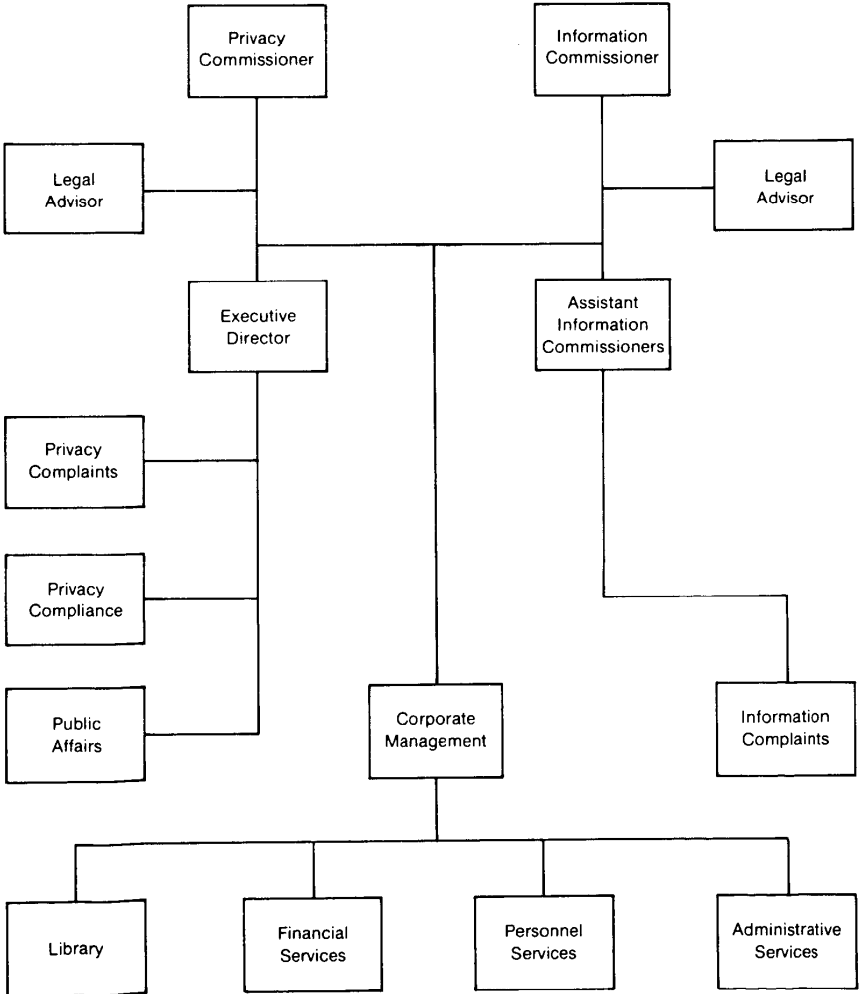 Privacy
Commissioner
Information
Commissioner
Legal
Advisor
Legal
Advisor
Executive
Director
Assistant
Information
Commissioners
Privacy
Complaints
Privacy
Compliance
Public
Affairs
Corporate
Management
Information
Complaints
Library
Financial
Services
Personnel
Services
Administrative
Services